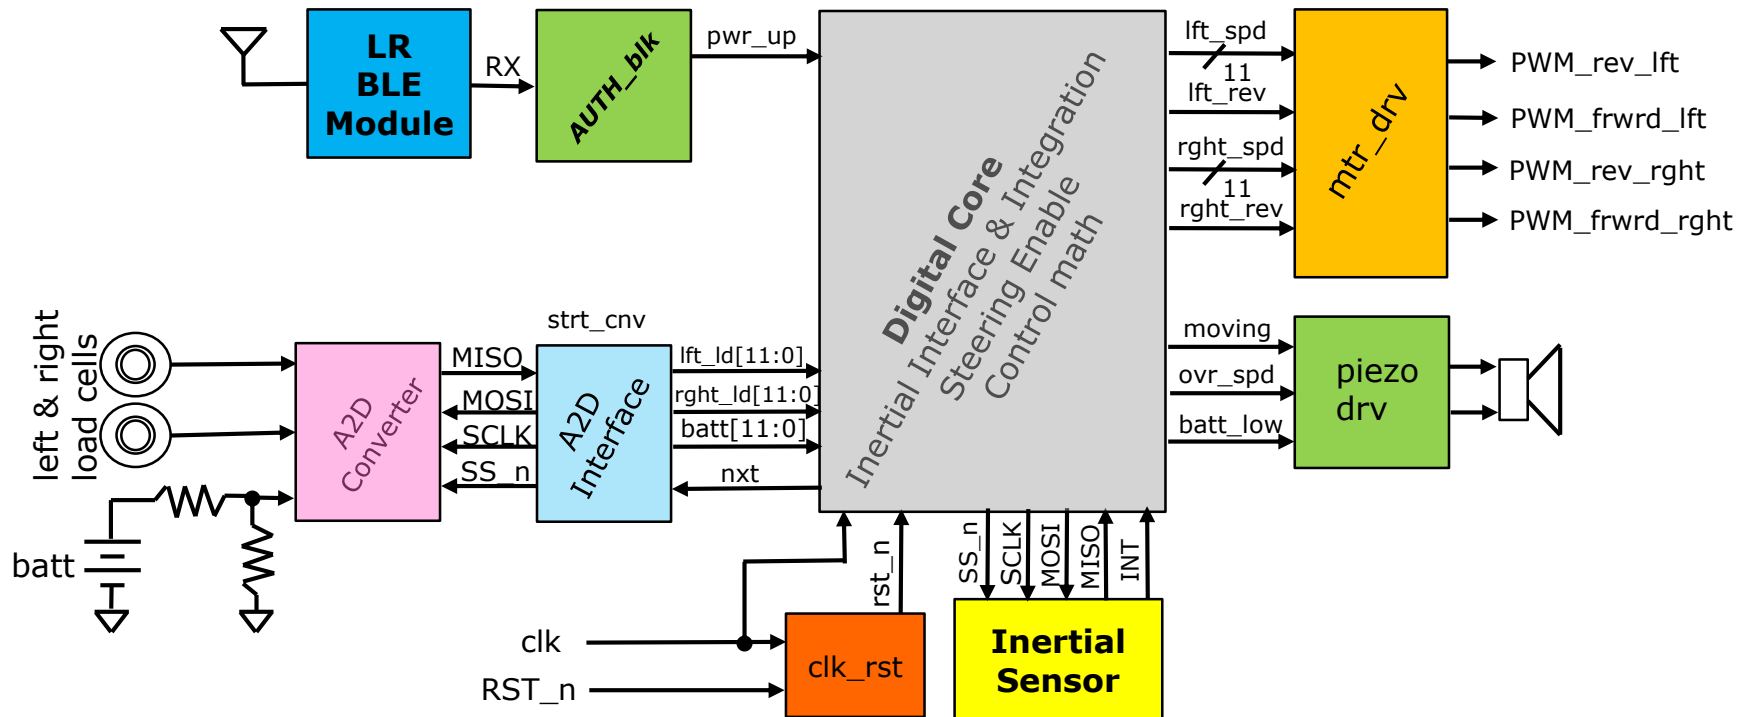 LR
BLE
Module
RX
AUTH_blk
pwr_up
Digital Core
Inertial Interface & Integration
Steering Enable
Control math
lft_spd
11
lft_rev
rght_spd
11
rght_rev
mtr_drv
PWM_rev_lft
PWM_frwrd_lft
PWM_rev_rght
PWM_frwrd_rght
left & right
load cells
batt
A2D
Converter
MISO
MOSI
SCLK
SS_n
strt_cnv
A2D
Interface
lft_ld[11:0]
rght_ld[11:0]
batt[11:0]
nxt
moving
ovr_spd
batt_low
piezo
drv
clk
RST_n
clk_rst
rst_n
SS_n
SCLK
MOSI
MISO
INT
Inertial
Sensor